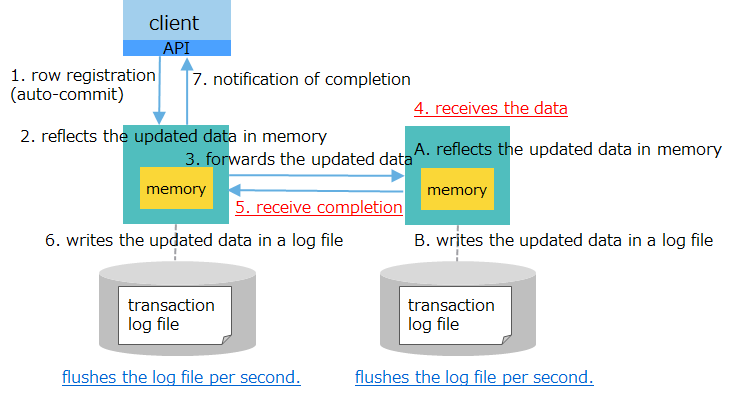 client
API
1. row registration
(auto-commit)
7. notification of completion
4. receives the data
2. reflects the updated data in memory
A. reflects the updated data in memory
3. forwards the updated data
memory
memory
5. receive completion
6. writes the updated data in a log file
B. writes the updated data in a log file
transaction
log file
transaction
log file
flushes the log file per second.
flushes the log file per second.